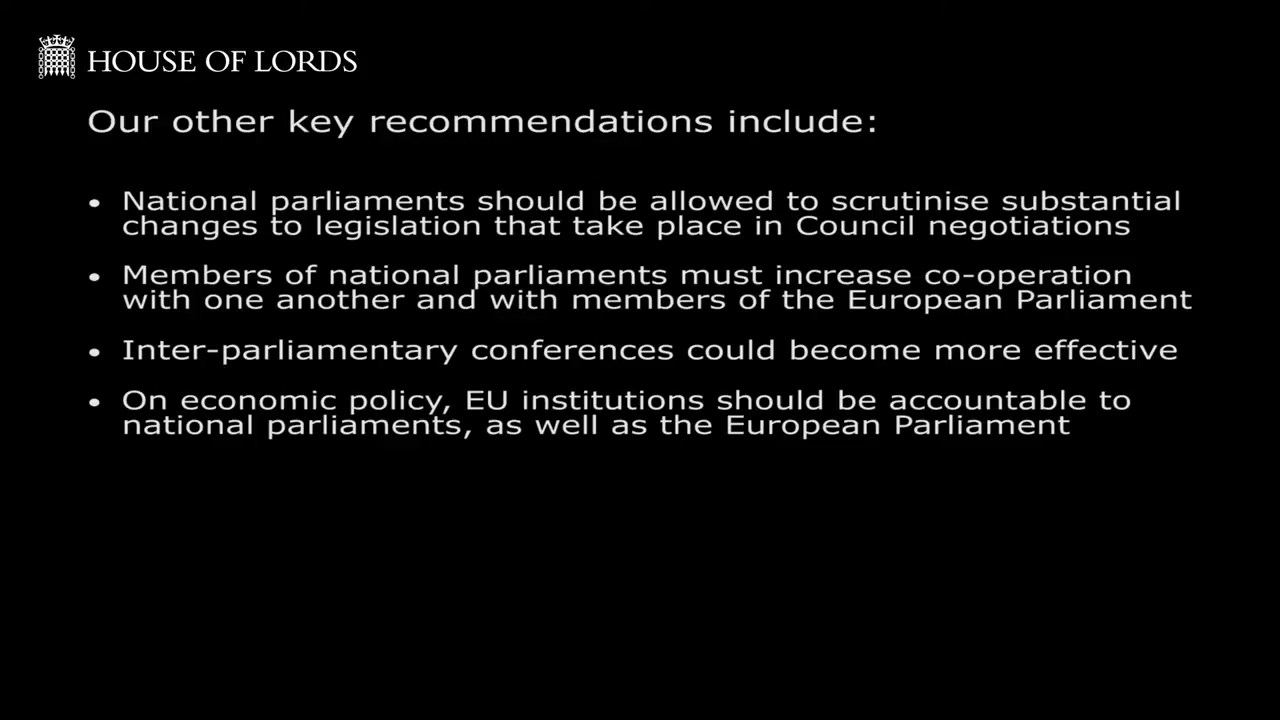 HOUSE OF LORDS
Our other key recommendations include:
• National parliaments should be allowed to scrutinise substantial
changes to legislation that take place in Council negotiations
• Members of national parliaments must increase co-operation
with one another and with members of the European Parliament
• Inter-parliamentary conferences could become more effective
• On economic policy, EU institutions should be accountable to
national parliaments, as well as the European Parliament